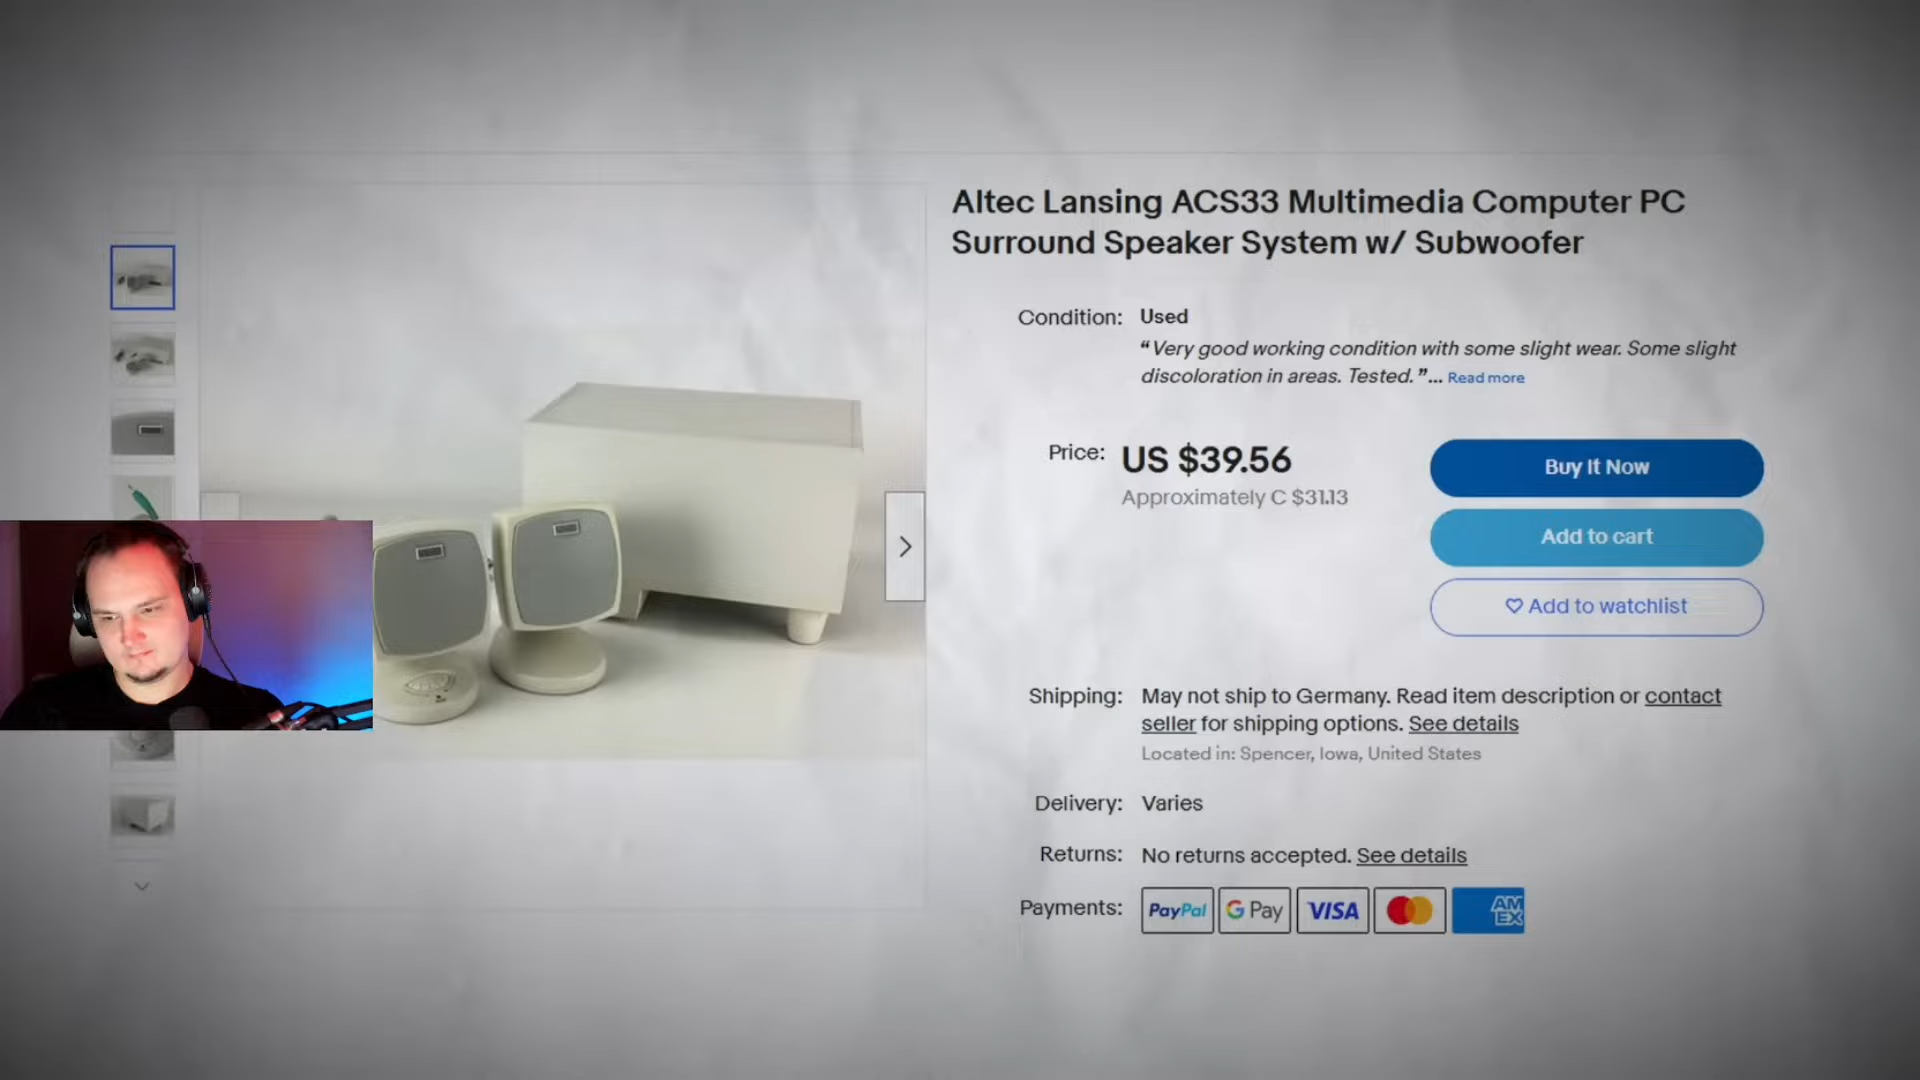 Altec Lansing ACS33 Multimedia Computer PC
Surround Speaker System w/ Subwoofer
Condition: Used
“Very good working condition with some slight wear. Some slight
discoloration in areas. Tested.”... Read more
Price: US $39.56
Approximately C $31.13
Buy It Now
Add to cart
Add to watchlist
Shipping: May not ship to Germany. Read item description or contact
seller for shipping options. See details
Located in: Spencer, Iowa, United States
Delivery: Varies
Returns: No returns accepted. See details
Payments: PayPal G Pay VISA AM
EX